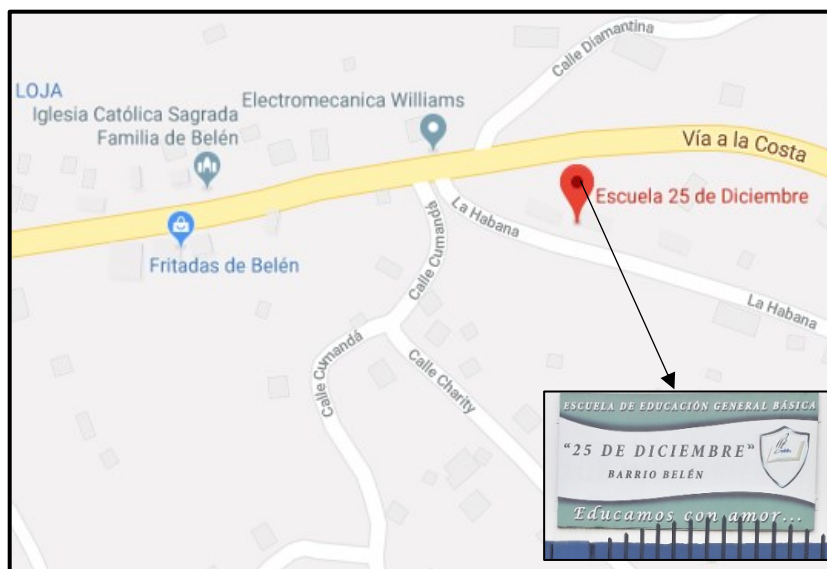 Calle Diamantina
LOJA
Iglesia Católica Sagrada
Familia de Belén
Electromecanica Williams
Vía a la Costa
Escuela 25 de Diciembre
La Habana
Fritadas de Belén
Calle Cumandá
La Habana
Calle Cumandá
Calle Charity
ESCUELA DE EDUCACIÓN GENERAL BÁSICA
“25 DE DICIEMBRE”
BARRIO BELÉN
Educamos con amor...